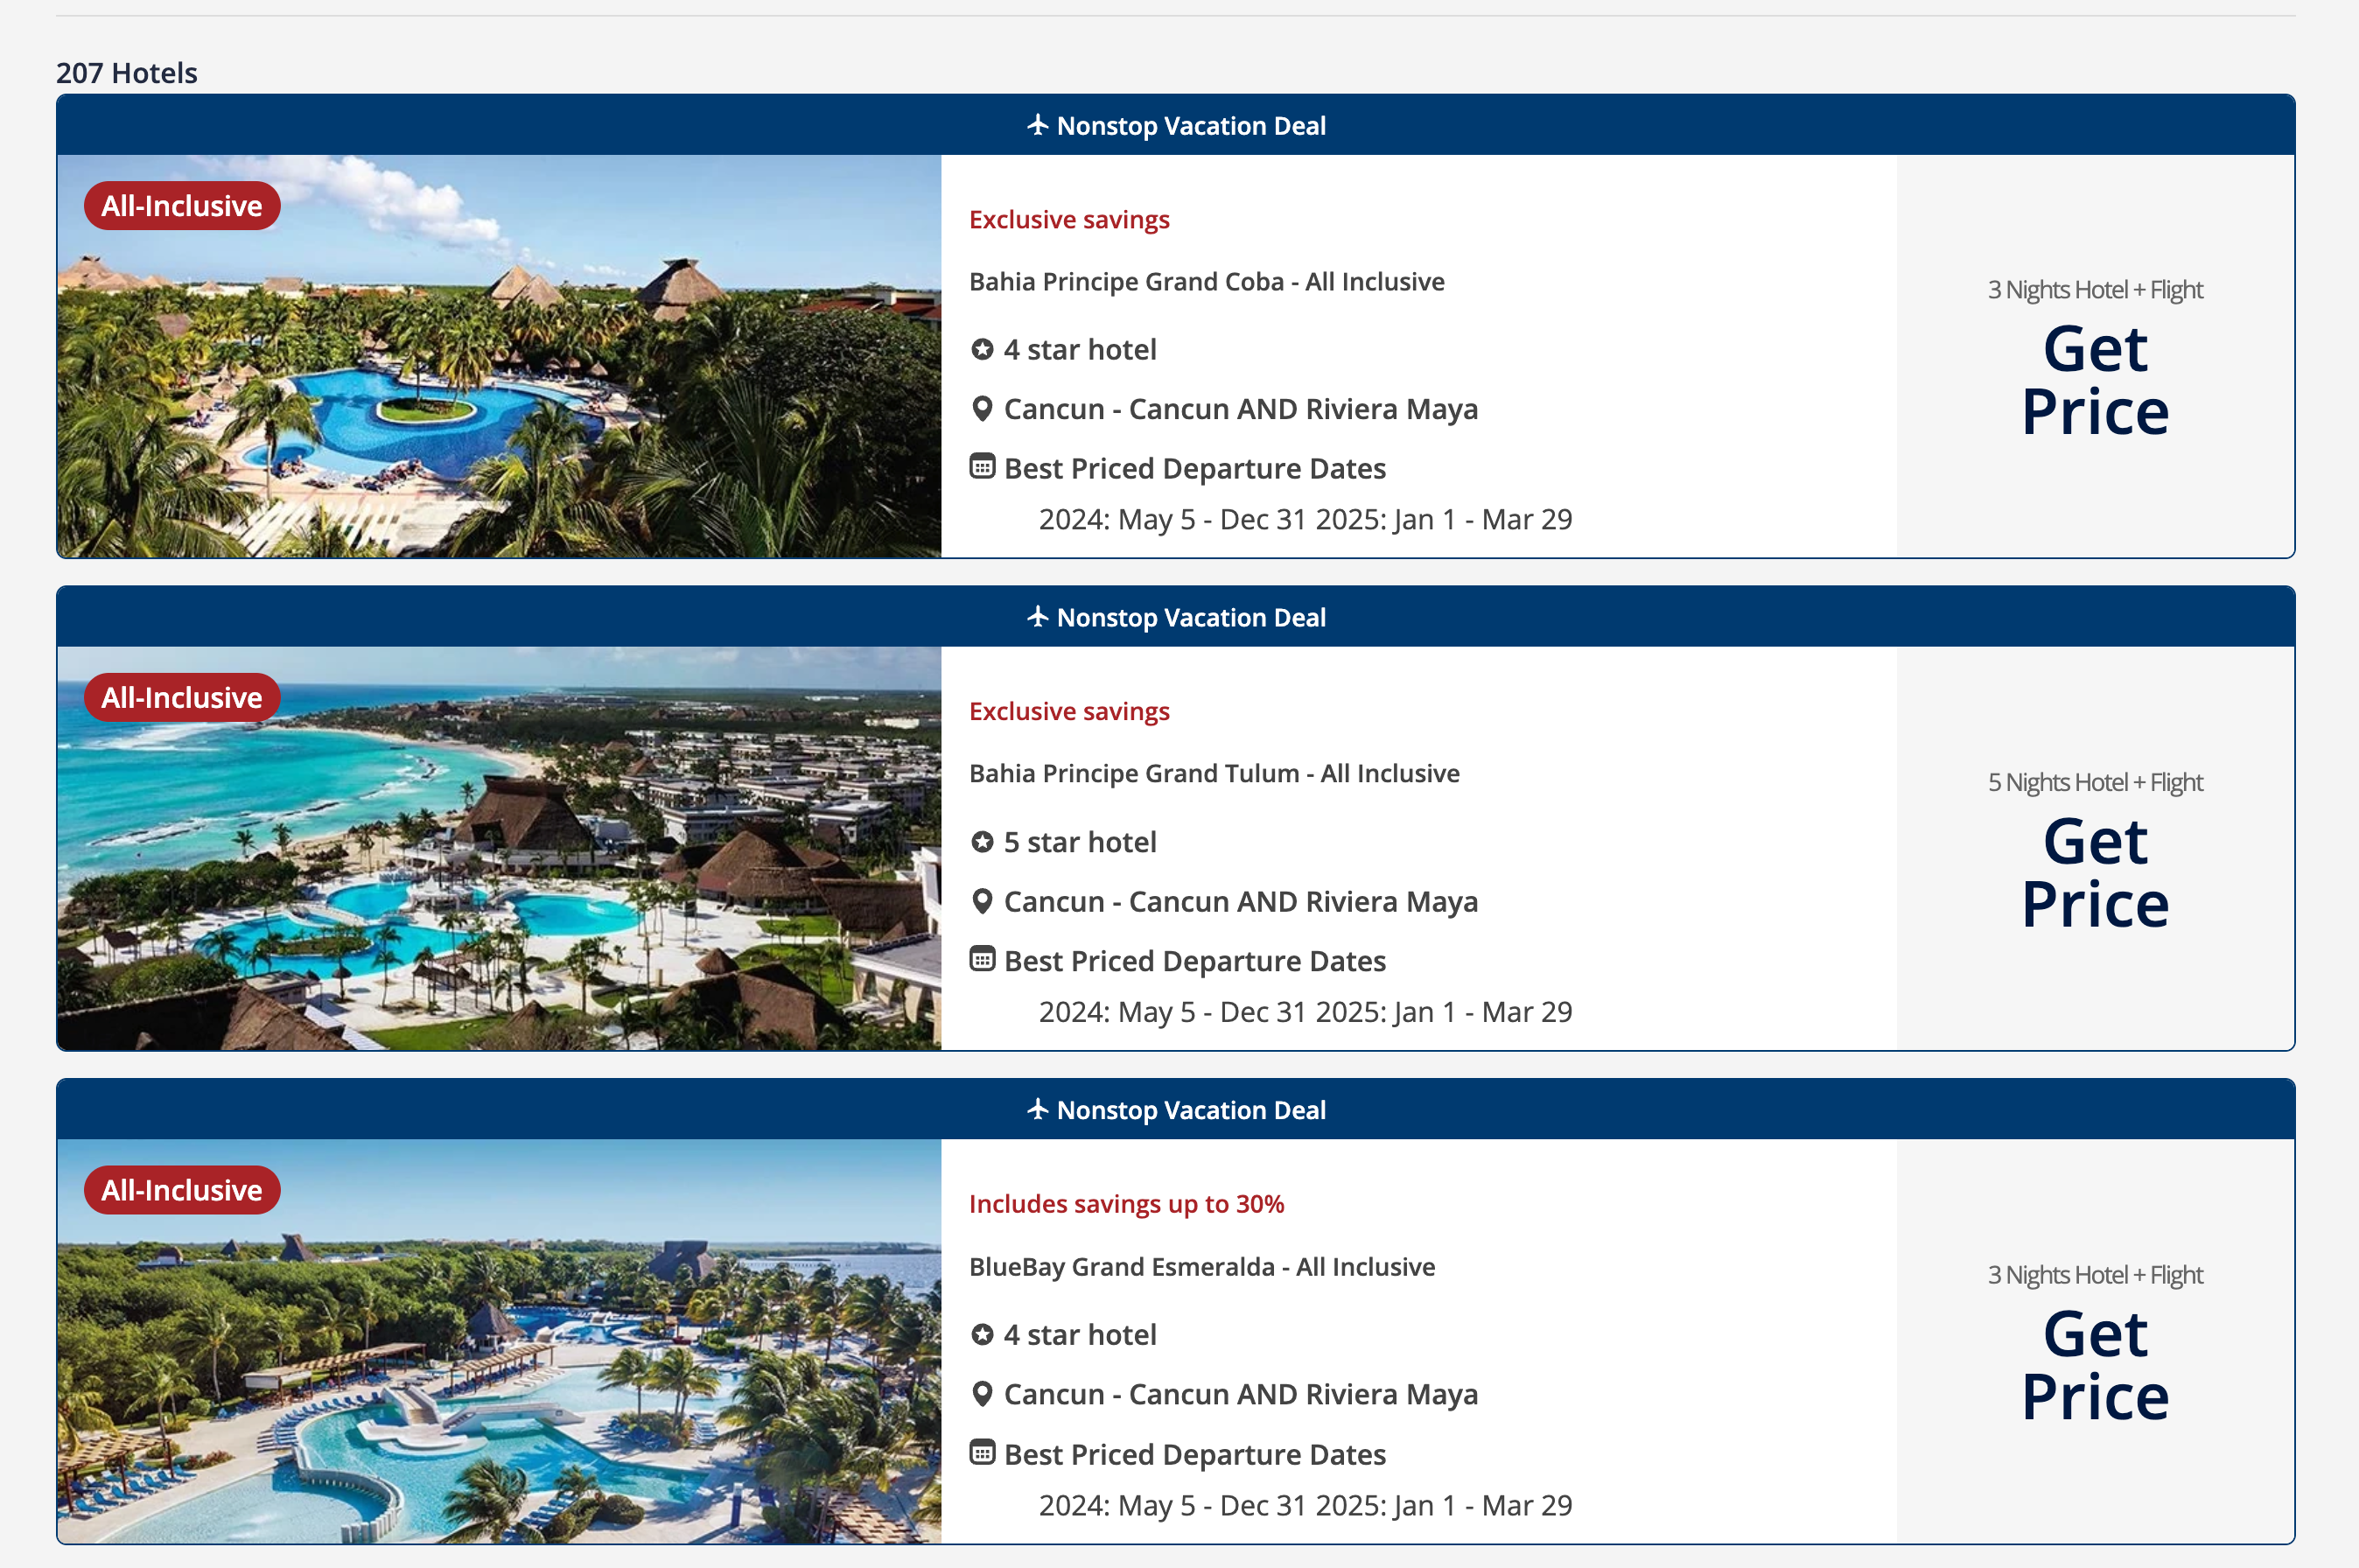 207 Hotels
Nonstop Vacation Deal
All-Inclusive
Exclusive savings
Bahia Principe Grand Coba - All Inclusive
4 star hotel
Cancun - Cancun AND Riviera Maya
Best Priced Departure Dates
2024: May 5 - Dec 31 2025: Jan 1 - Mar 29
3 Nights Hotel + Flight
Get
Price
Nonstop Vacation Deal
All-Inclusive
Exclusive savings
Bahia Principe Grand Tulum - All Inclusive
5 star hotel
Cancun - Cancun AND Riviera Maya
Best Priced Departure Dates
2024: May 5 - Dec 31 2025: Jan 1 - Mar 29
5 Nights Hotel + Flight
Get
Price
Nonstop Vacation Deal
All-Inclusive
Includes savings up to 30%
BlueBay Grand Esmeralda - All Inclusive
4 star hotel
Cancun - Cancun AND Riviera Maya
Best Priced Departure Dates
2024: May 5 - Dec 31 2025: Jan 1 - Mar 29
3 Nights Hotel + Flight
Get
Price